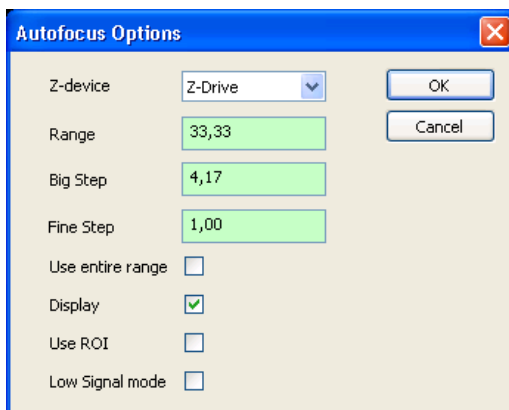 Autofocus Options
Z-device Z-Drive OK
Range 33,33 Cancel
Big Step 4,17
Fine Step 1,00
Use entire range
Display
Use ROI
Low Signal mode